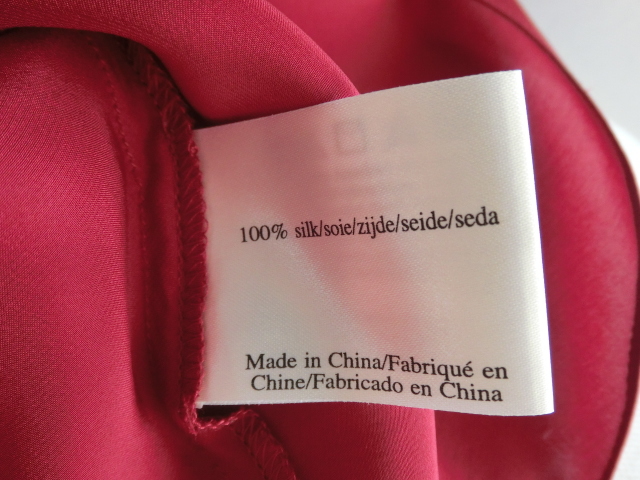 100% silk/soie/zijde/seide/seda
Made in China/Fabriqué en
Chine/Fabricado en China